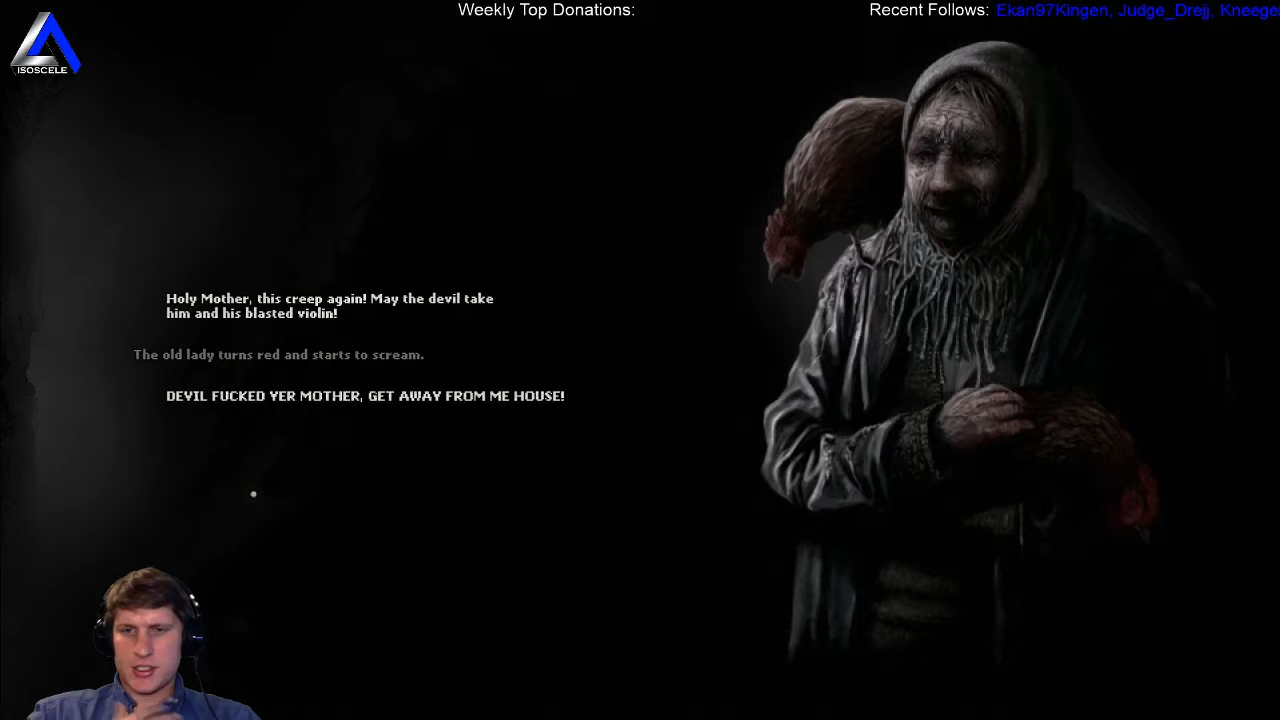 Weekly Top Donations:
Recent Follows: Ekan97Kingen, Judge_Drejj,
ISOSCELE
Holy Mother, this creep again! May the devil take
him and his blasted violin!
The old lady turns red and starts to scream.
DEVIL FUCKED YER MOTHER, GET AWAY FROM ME HOUSE!